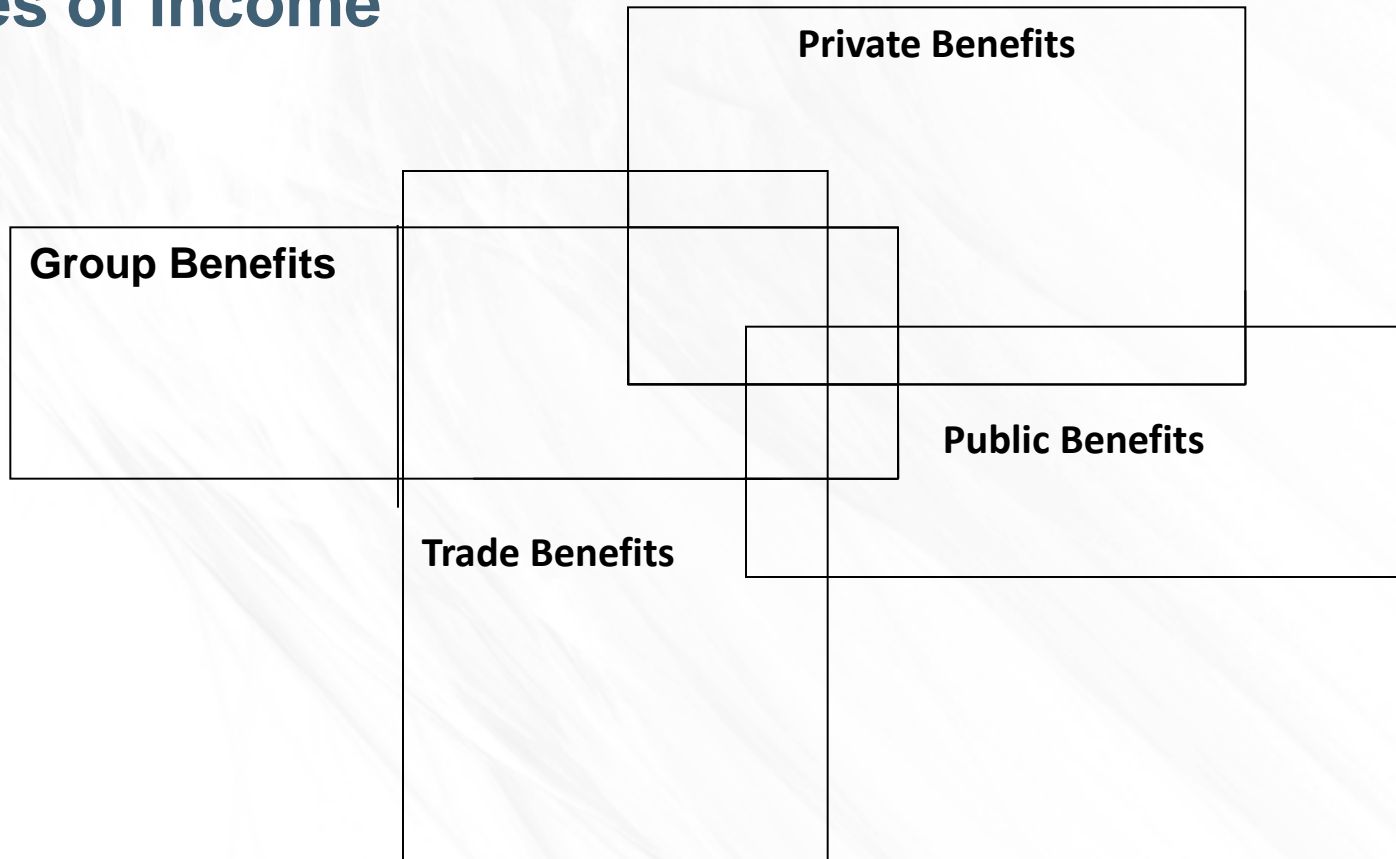 es of Income
Private Benefits
Group Benefits
Public Benefits
Trade Benefits